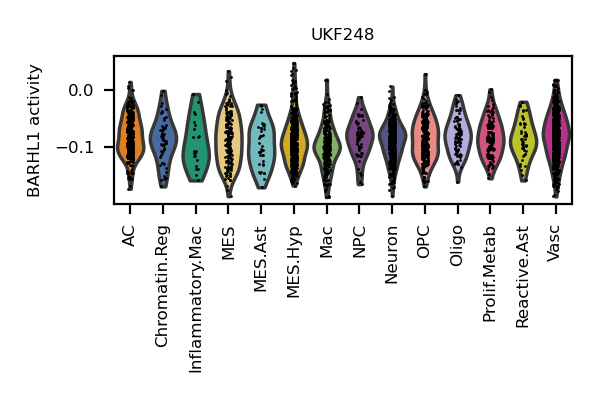 UKF248
BARHL1 activity
0.0
−0.1
AC
Chromatin.Reg
Inflammatory.Mac
MES
MES.Ast
MES.Hyp
Mac
NPC
Neuron
OPC
Oligo
Prolif.Metab
Reactive.Ast
Vasc